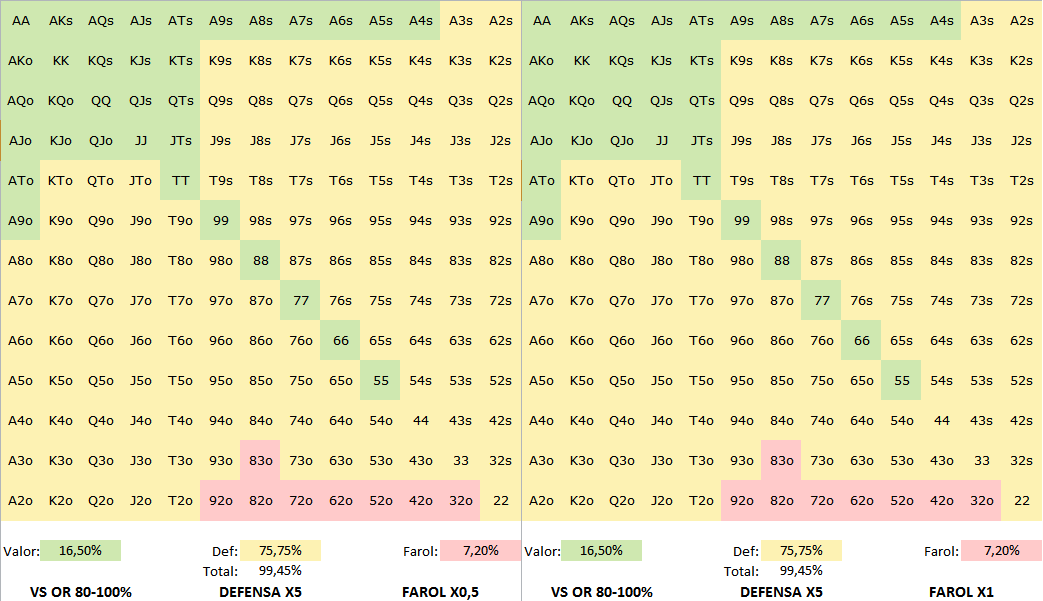 AA AKs AQs AJs ATs A9s A8s A7s A6s A5s A4s A3s A2s AA AKs AQs AJs ATs A9s A8s A7s A6s A5s A4s A3s A2s
AKo KK KQs KJs KTs K9s K8s K7s K6s K5s K4s K3s K2s AKo KK KQs KJs KTs K9s K8s K7s K6s K5s K4s K3s K2s
AQo KQo QQ QJs QTs Q9s Q8s Q7s Q6s Q5s Q4s Q3s Q2s AQo KQo QQ QJs QTs Q9s Q8s Q7s Q6s Q5s Q4s Q3s Q2s
AJo KJo QJo JJ JTs J9s J8s J7s J6s J5s J4s J3s J2s AJo KJo QJo JJ JTs J9s J8s J7s J6s J5s J4s J3s J2s
ATo KTo QTo JTo TT T9s T8s T7s T6s T5s T4s T3s T2s ATo KTo QTo JTo TT T9s T8s T7s T6s T5s T4s T3s T2s
A9o K9o Q9o J9o T9o 99 98s 97s 96s 95s 94s 93s 92s A9o K9o Q9o J9o T9o 99 98s 97s 96s 95s 94s 93s 92s
A8o K8o Q8o J8o T8o 98o 88 87s 86s 85s 84s 83s 82s A8o K8o Q8o J8o T8o 98o 88 87s 86s 85s 84s 83s 82s
A7o K7o Q7o J7o T7o 97o 87o 77 76s 75s 74s 73s 72s A7o K7o Q7o J7o T7o 97o 87o 77 76s 75s 74s 73s 72s
A6o K6o Q6o J6o T6o 96o 86o 76o 66 65s 64s 63s 62s A6o K6o Q6o J6o T6o 96o 86o 76o 66 65s 64s 63s 62s
A5o K5o Q5o J5o T5o 95o 85o 75o 65o 55 54s 53s 52s A5o K5o Q5o J5o T5o 95o 85o 75o 65o 55 54s 53s 52s
A4o K4o Q4o J4o T4o 94o 84o 74o 64o 54o 44 43s 42s A4o K4o Q4o J4o T4o 94o 84o 74o 64o 54o 44 43s 42s
A3o K3o Q3o J3o T3o 93o 83o 73o 63o 53o 43o 33 32s A3o K3o Q3o J3o T3o 93o 83o 73o 63o 53o 43o 33 32s
A2o K2o Q2o J2o T2o 92o 82o 72o 62o 52o 42o 32o 22 A2o K2o Q2o J2o T2o 92o 82o 72o 62o 52o 42o 32o 22
Valor: 16,50% Def: 75,75% Farol: 7,20% Valor: 16,50% Def: 75,75% Farol: 7,20%
Total: 99,45% Total: 99,45%
VS OR 80-100% DEFENSA X5 FAROL X0,5 VS OR 80-100% DEFENSA X5 FAROL X1